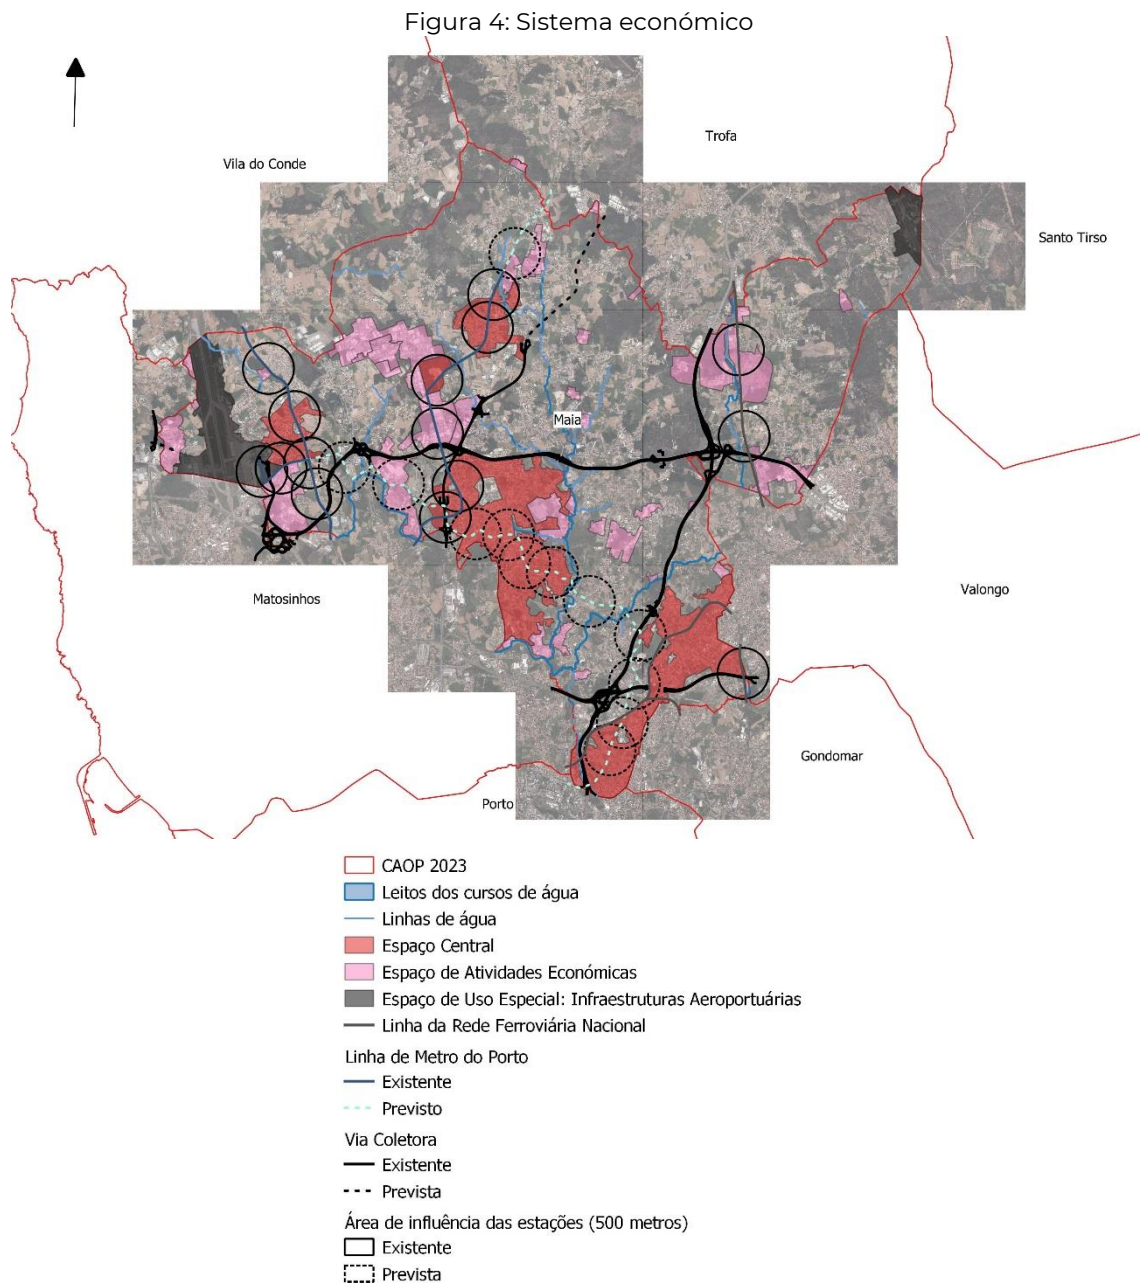 Figura 4: Sistema económico
Trofa
Vila do Conde
Santo Tirso
Maia
Matosinhos
Valongo
Gondomar
Porto
CAOP 2023
Leitos dos cursos de água
Linhas de água
Espaço Central
Espaço de Atividades Económicas
Espaço de Uso Especial: Infraestruturas Aeroportuárias
Linha da Rede Ferroviária Nacional
Linha de Metro do Porto
Existente
Previsto
Via Coletora
Existente
Prevista
Área de influência das estações (500 metros)
Existente
Prevista